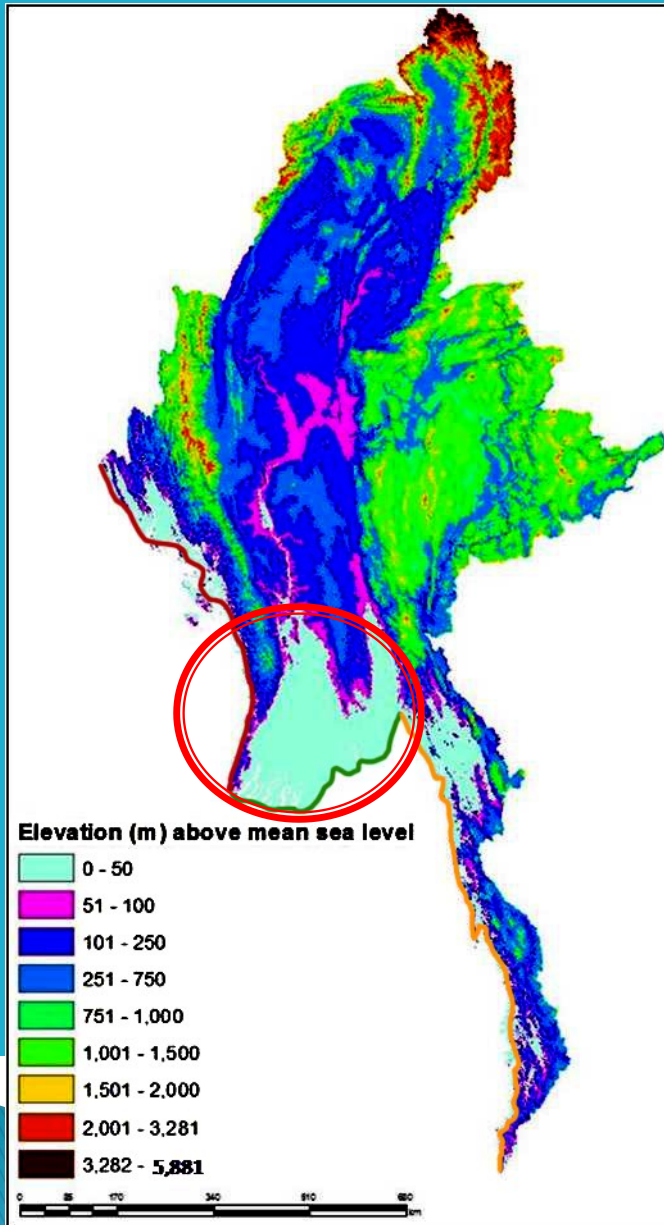 Elevation (m) above mean sea level
0 - 50
51 - 100
101 - 250
251 - 750
751 - 1,000
1,001 - 1,500
1,501 - 2,000
2,001 - 3,281
3,282 - 5,881
0 85 170 340 510 680
km